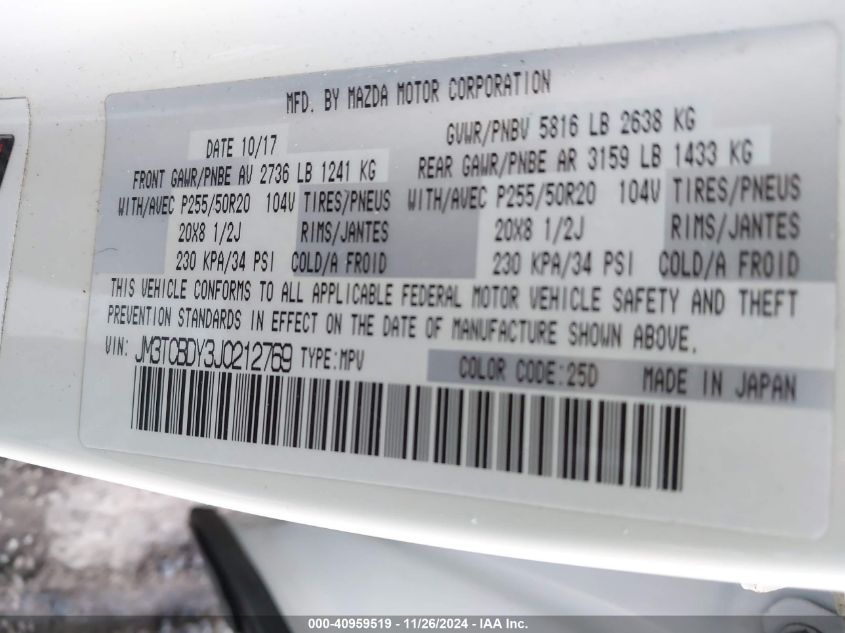 MFD. BY MAZDA MOTOR CORPORATION
DATE 10/17 GVWR/PNBV 5816 LB 2638 KG
FRONT GAWR/PNBE AV 2736 LB 1241 KG REAR GAWR/PNBE AR 3159 LB 1433 KG
WITH/AVEC P255/50R20 104V TIRES/PNEUS WITH/AVEC P255/50R20 104V TIRES/PNEUS
20X8 1/2J RIMS/JANTES 20X8 1/2J RIMS/JANTES
230 KPA/34 PSI COLD/A FROID 230 KPA/34 PSI COLD/A FROID
THIS VEHICLE CONFORMS TO ALL APPLICABLE FEDERAL MOTOR VEHICLE SAFETY AND THEFT
PREVENTION STANDARDS IN EFFECT ON THE DATE OF MANUFACTURE SHOWN ABOVE.
VIN: JM3TCBDY3J0212769 TYPE:MPV COLOR CODE:25D MADE IN JAPAN
000-40959519 - 11/26/2024 - IAA Inc.